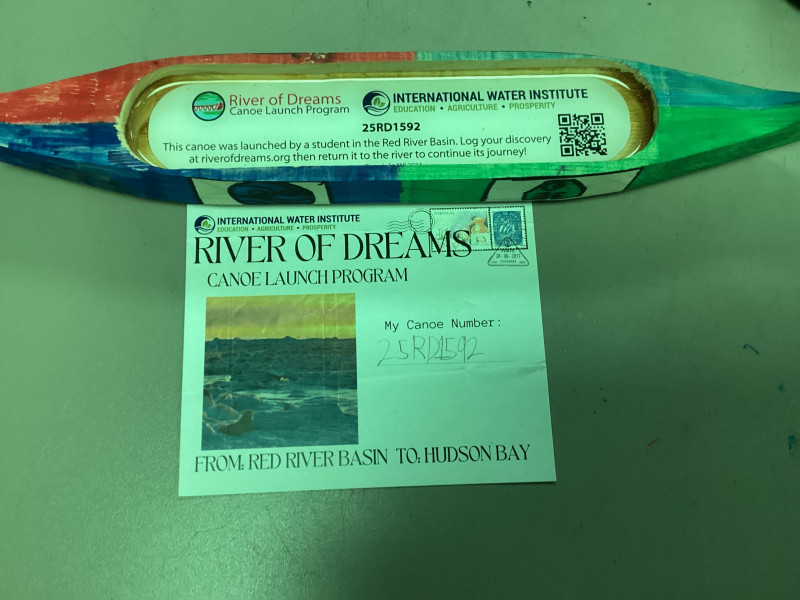 River of Dreams
Canoe Launch Program
INTERNATIONAL WATER INSTITUTE
EDUCATION • AGRICULTURE • PROSPERITY
25RD1592
This canoe was launched by a student in the Red River Basin. Log your discovery
at riverofdreams.org then return it to the river to continue its journey!
INTERNATIONAL WATER INSTITUTE
EDUCATION • AGRICULTURE • PROSPERITY
RIVER OF DREAMS
CANOE LAUNCH PROGRAM
My Canoe Number:
25RD1592
FROM: RED RIVER BASIN TO: HUDSON BAY